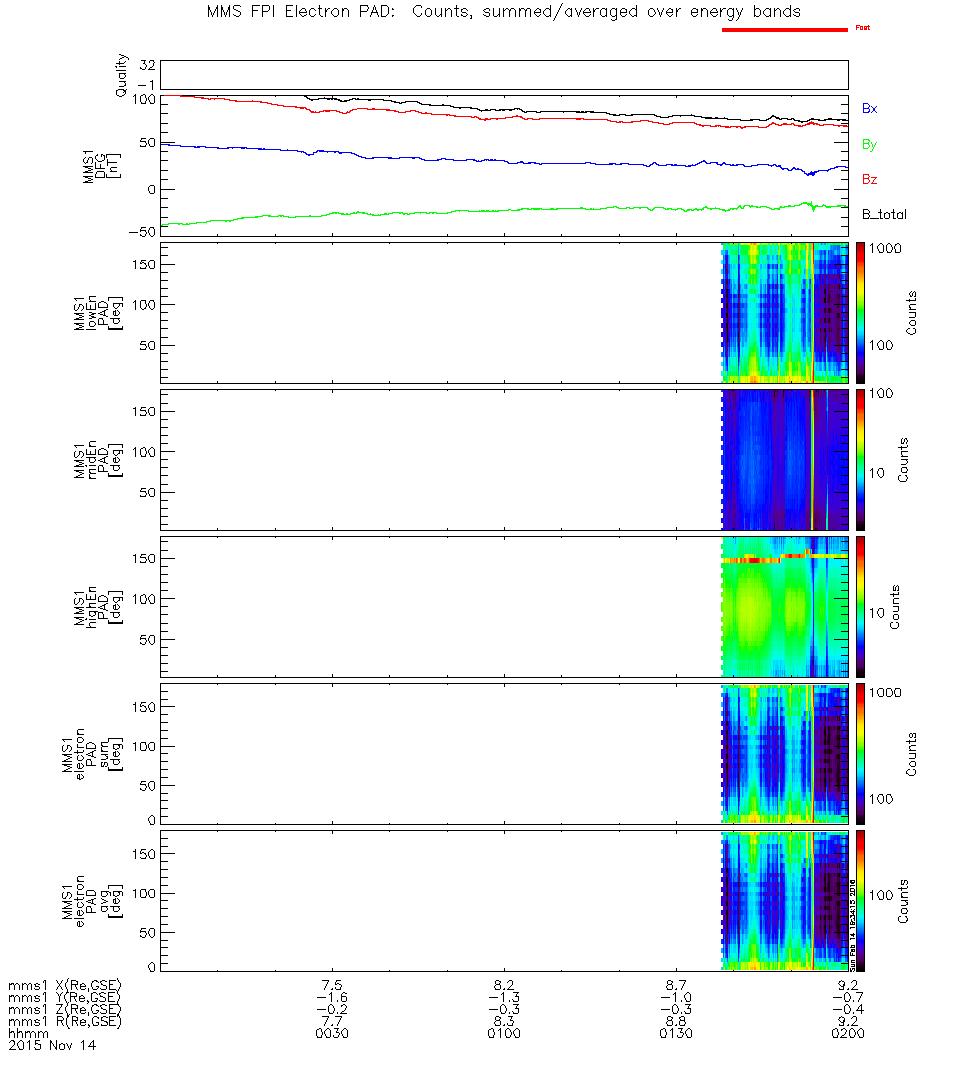 MMS FPI Electron PAD:  Counts, summed/averaged over energy bands
Fast
Quality
32
−1
MMS1
DFG
[nT]
100
50
0
−50
Bx
By
Bz
B_total
MMS1
lowEn
PAD
[deg]
150
100
50
1000
100
Counts
MMS1
midEn
PAD
[deg]
150
100
50
100
10
Counts
MMS1
highEn
PAD
[deg]
150
100
50
10
Counts
MMS1
electron
PAD
sum
[deg]
150
100
50
0
1000
100
Counts
MMS1
electron
PAD
avg
[deg]
150
100
50
0
100
Counts
mms1 X(Re,GSE) 7.5 8.2 8.7 9.2
mms1 Y(Re,GSE) −1.6 −1.3 −1.0 −0.7
mms1 Z(Re,GSE) −0.2 −0.3 −0.3 −0.4
mms1 R(Re,GSE) 7.7 8.3 8.8 9.2
hhmm 0030 0100 0130 0200
2015 Nov 14